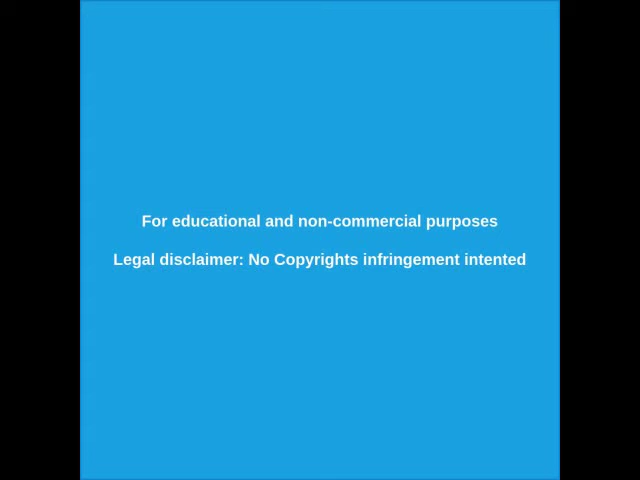 For educational and non-commercial purposes
Legal disclaimer: No Copyrights infringement intented